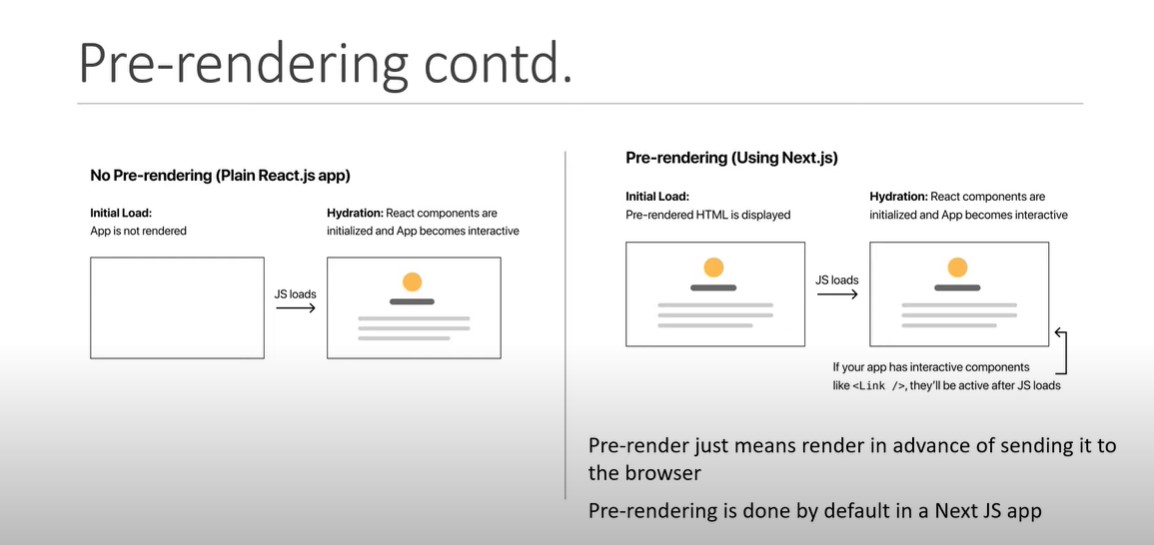 Pre-rendering contd.
No Pre-rendering (Plain React.js app)
Initial Load:
App is not rendered
Hydration: React components are
initialized and App becomes interactive
JS loads
Pre-rendering (Using Next.js)
Initial Load:
Pre-rendered HTML is displayed
Hydration: React components are
initialized and App becomes interactive
JS loads
If your app has interactive components
like <Link />, they'll be active after JS loads
Pre-render just means render in advance of sending it to
the browser
Pre-rendering is done by default in a Next JS app